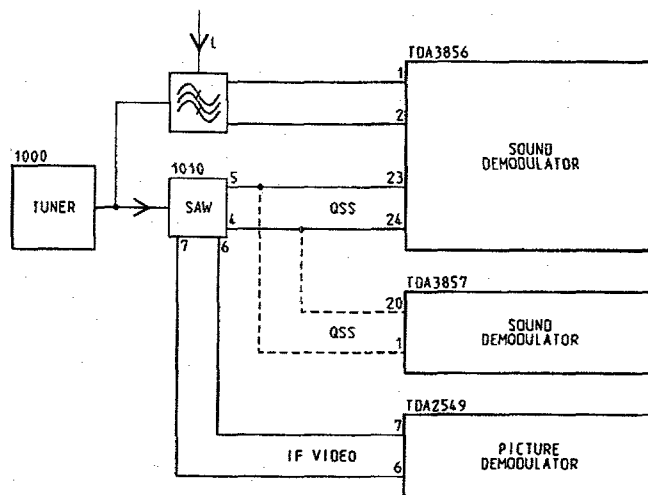 L
TDA3856
1
2
SOUND
DEMODULATOR
23
QSS
24
1000
TUNER
1010
SAW
5
4
7
6
TDA3857
20
QSS
1
SOUND
DEMODULATOR
TDA2549
7
IF VIDEO
6
PICTURE
DEMODULATOR